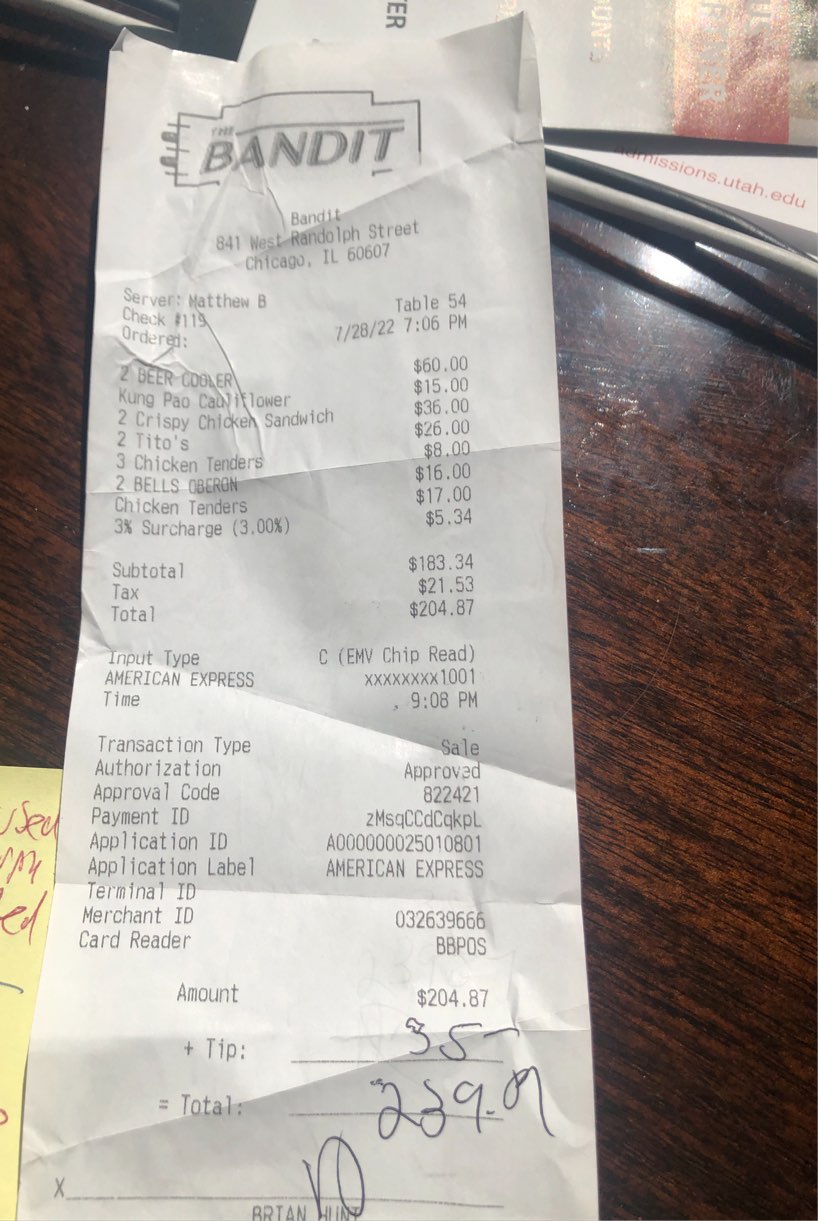 TER
OUNT
admissions.utah.edu
THE
BANDIT
Bandit
841 West Randolph Street
Chicago, IL 60607
Server: Matthew B Table 54
Check #119 7/28/22 7:06 PM
Ordered:
2 BEER COOLER $60.00
Kung Pao Cauliflower $15.00
2 Crispy Chicken Sandwich $36.00
2 Tito's $26.00
3 Chicken Tenders $8.00
2 BELLS OBERON $16.00
Chicken Tenders $17.00
3% Surcharge (3.00%) $5.34
Subtotal $183.34
Tax $21.53
Total $204.87
Input Type C (EMV Chip Read)
AMERICAN EXPRESS xxxxxxxx1001
Time 9:08 PM
Transaction Type Sale
Authorization Approved
Approval Code 822421
Payment ID zMsqCCdCqkpL
Application ID A000000025010801
Application Label AMERICAN EXPRESS
Terminal ID
Merchant ID 032639666
Card Reader BBPOS
Amount $204.87
+ Tip: 35-
= Total: 239.87
X
BRIAN HUNT
used